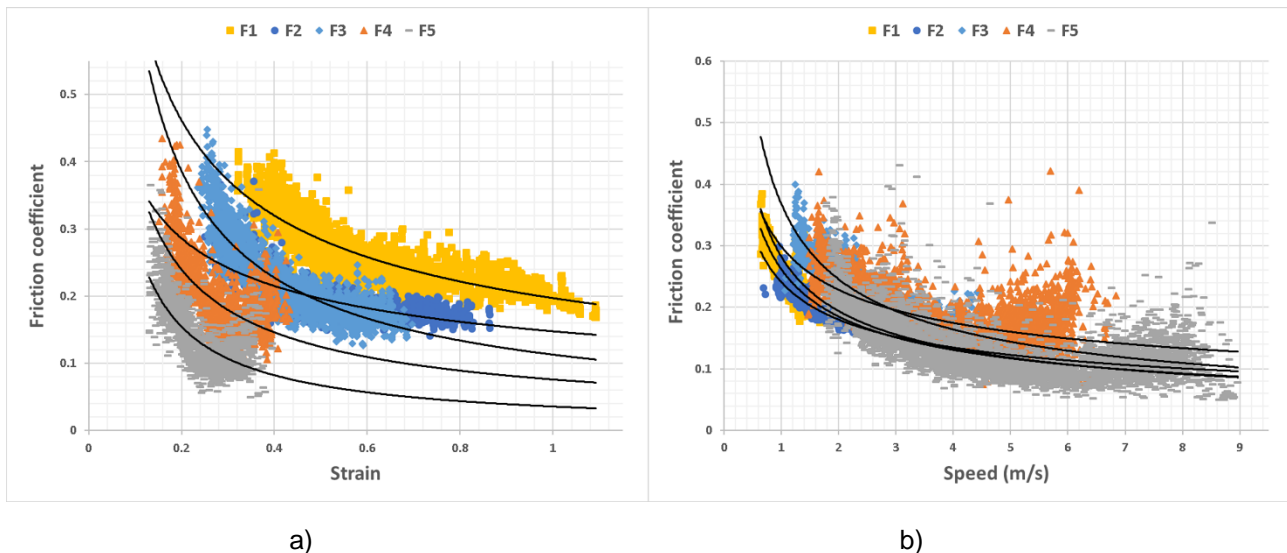 F1 F2 F3 F4 F5
Friction coefficient
0.5
0.4
0.3
0.2
0.1
0
0 0.2 0.4 0.6 0.8 1
Strain
a)
F1 F2 F3 F4 F5
Friction coefficient
0.6
0.5
0.4
0.3
0.2
0.1
0
0 1 2 3 4 5 6 7 8 9
Speed (m/s)
b)